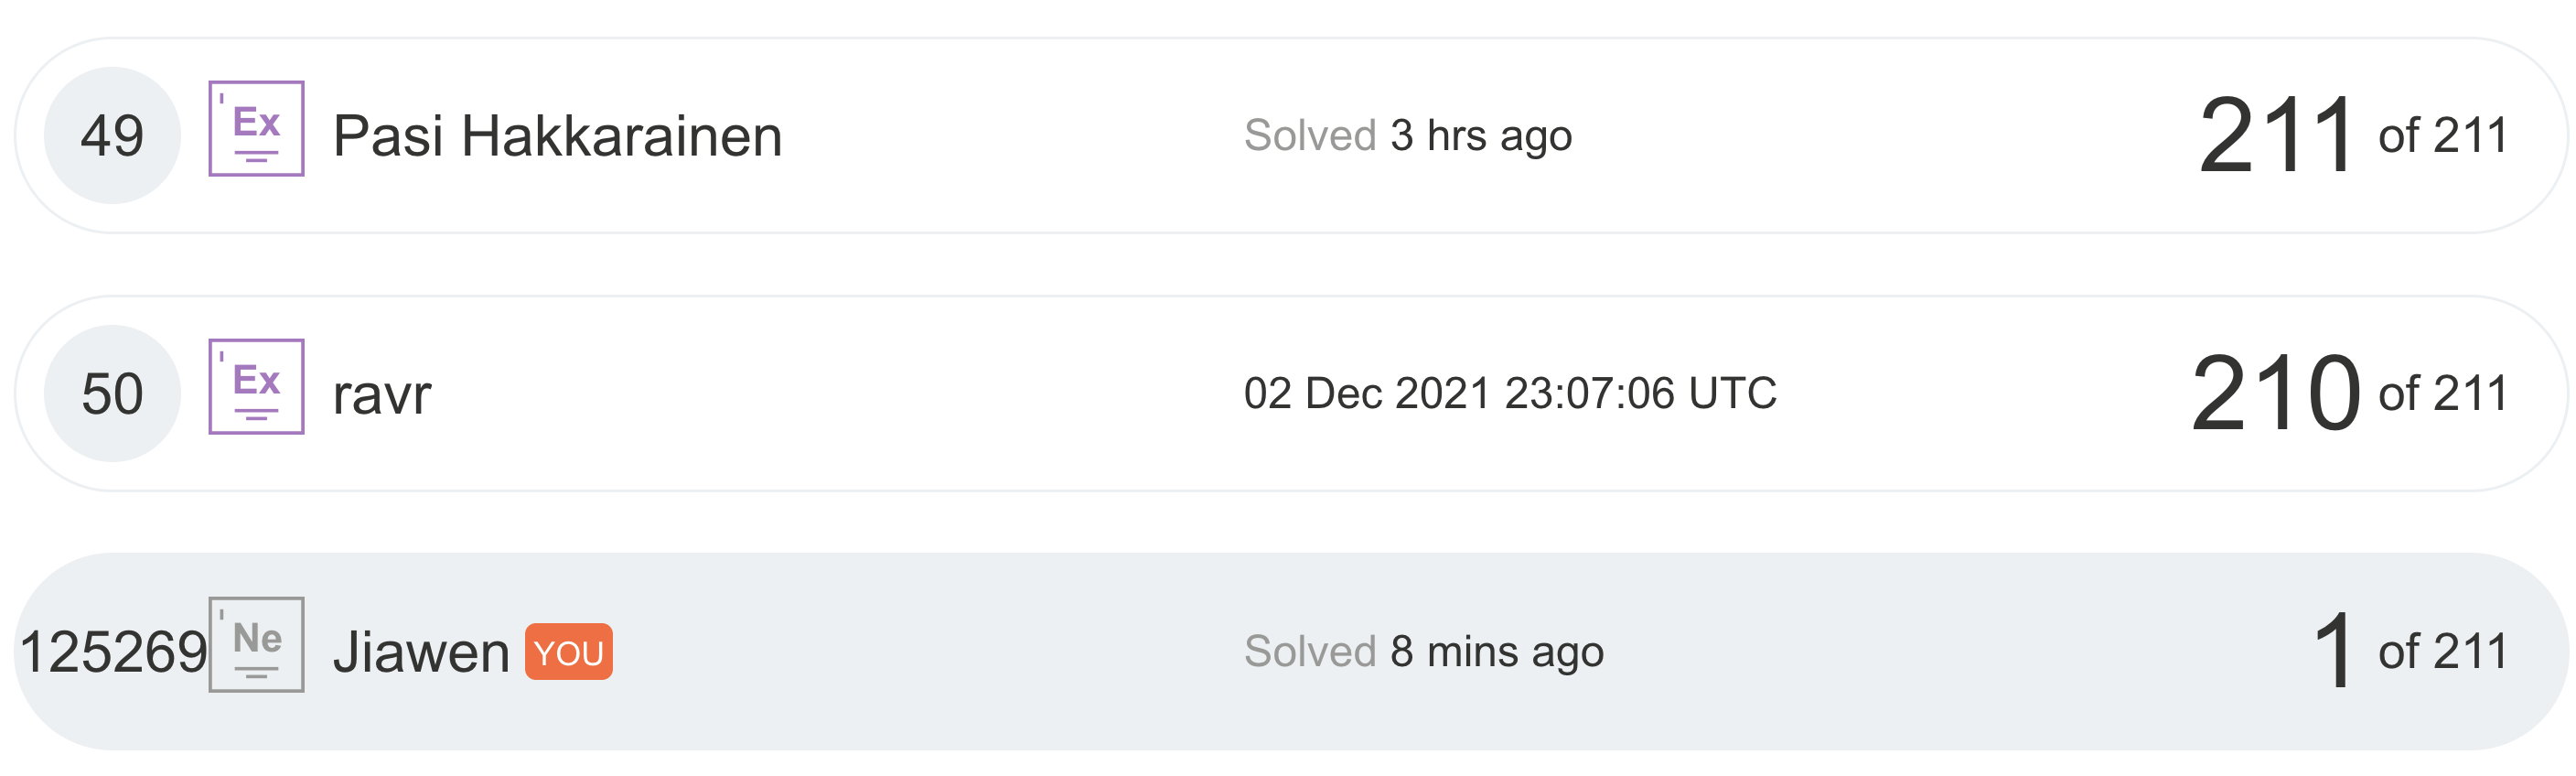 49 Ex Pasi Hakkarainen Solved 3 hrs ago 211 of 211
50 Ex ravr 02 Dec 2021 23:07:06 UTC 210 of 211
125269 Ne Jiawen YOU Solved 8 mins ago 1 of 211